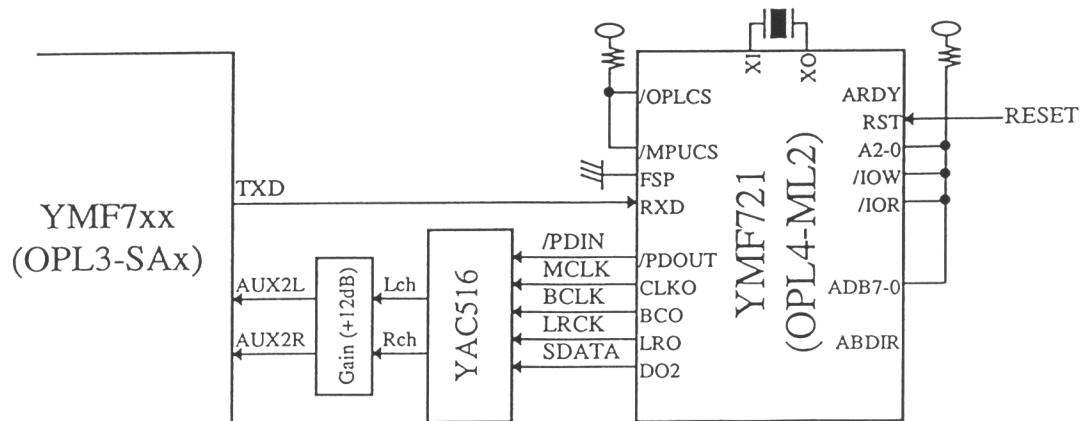 YMF7xx
(OPL3-SAx)
TXD
AUX2L
AUX2R
Gain (+12dB)
Lch
Rch
YAC516
/PDIN
MCLK
BCLK
LRCK
SDATA
XI
XO
/OPLCS
/MPUCS
FSP
RXD
/PDOUT
CLKO
BCO
LRO
DO2
YMF721
(OPL4-ML2)
ARDY
RST
A2-0
/IOW
/IOR
ADB7-0
ABDIR
RESET